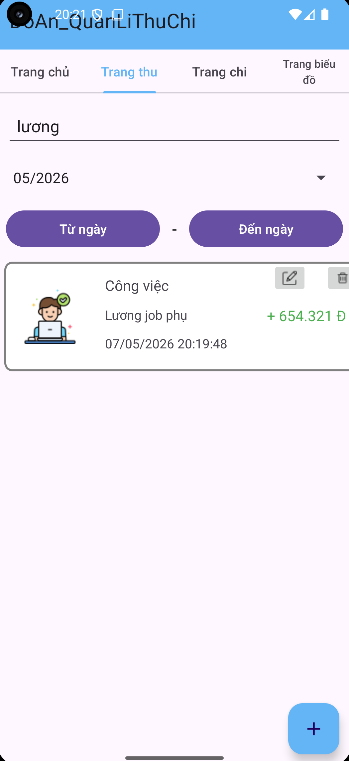 20:21
DoAn_QuanLiThuChi
Trang chủ
Trang thu
Trang chi
Trang biểu
đồ
lương
05/2026
Từ ngày
-
Đến ngày
Công việc
Lương job phụ
+ 654.321 Đ
07/05/2026 20:19:48
+